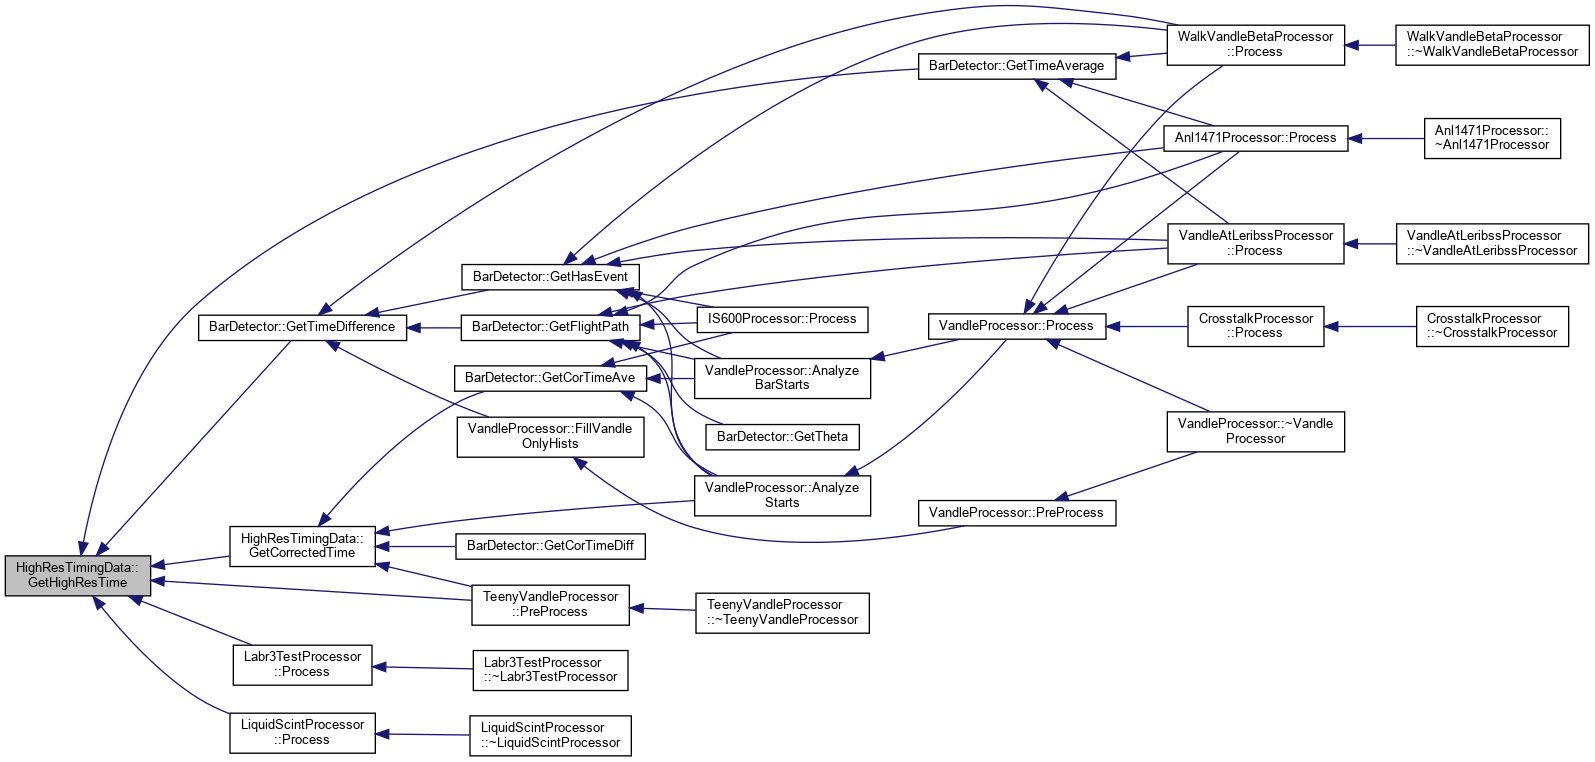 HighResTimingData::
GetHighResTime
BarDetector::GetTimeDifference
HighResTimingData::
GetCorrectedTime
Labr3TestProcessor
::Process
LiquidScintProcessor
::Process
BarDetector::GetHasEvent
BarDetector::GetFlightPath
BarDetector::GetCorTimeAve
VandleProcessor::FillVandle
OnlyHists
BarDetector::GetCorTimeDiff
TeenyVandleProcessor
::PreProcess
Labr3TestProcessor
::~Labr3TestProcessor
LiquidScintProcessor
::~LiquidScintProcessor
IS600Processor::Process
VandleProcessor::Analyze
BarStarts
BarDetector::GetTheta
VandleProcessor::Analyze
Starts
TeenyVandleProcessor
::~TeenyVandleProcessor
BarDetector::GetTimeAverage
VandleProcessor::Process
VandleProcessor::PreProcess
WalkVandleBetaProcessor
::Process
Anl1471Processor::Process
VandleAtLeribssProcessor
::Process
CrosstalkProcessor
::Process
VandleProcessor::~Vandle
Processor
WalkVandleBetaProcessor
::~WalkVandleBetaProcessor
Anl1471Processor::
~Anl1471Processor
VandleAtLeribssProcessor
::~VandleAtLeribssProcessor
CrosstalkProcessor
::~CrosstalkProcessor